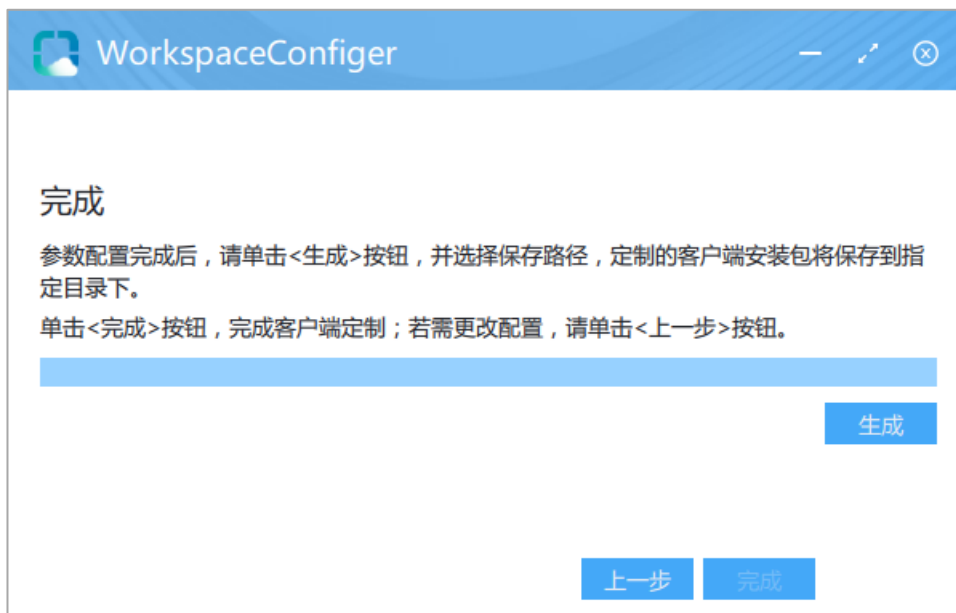 WorkspaceConfiger
完成
参数配置完成后，请单击<生成>按钮，并选择保存路径，定制的客户端安装包将保存到指
定目录下。
单击<完成>按钮，完成客户端定制；若需更改配置，请单击<上一步>按钮。
生成
上一步 完成